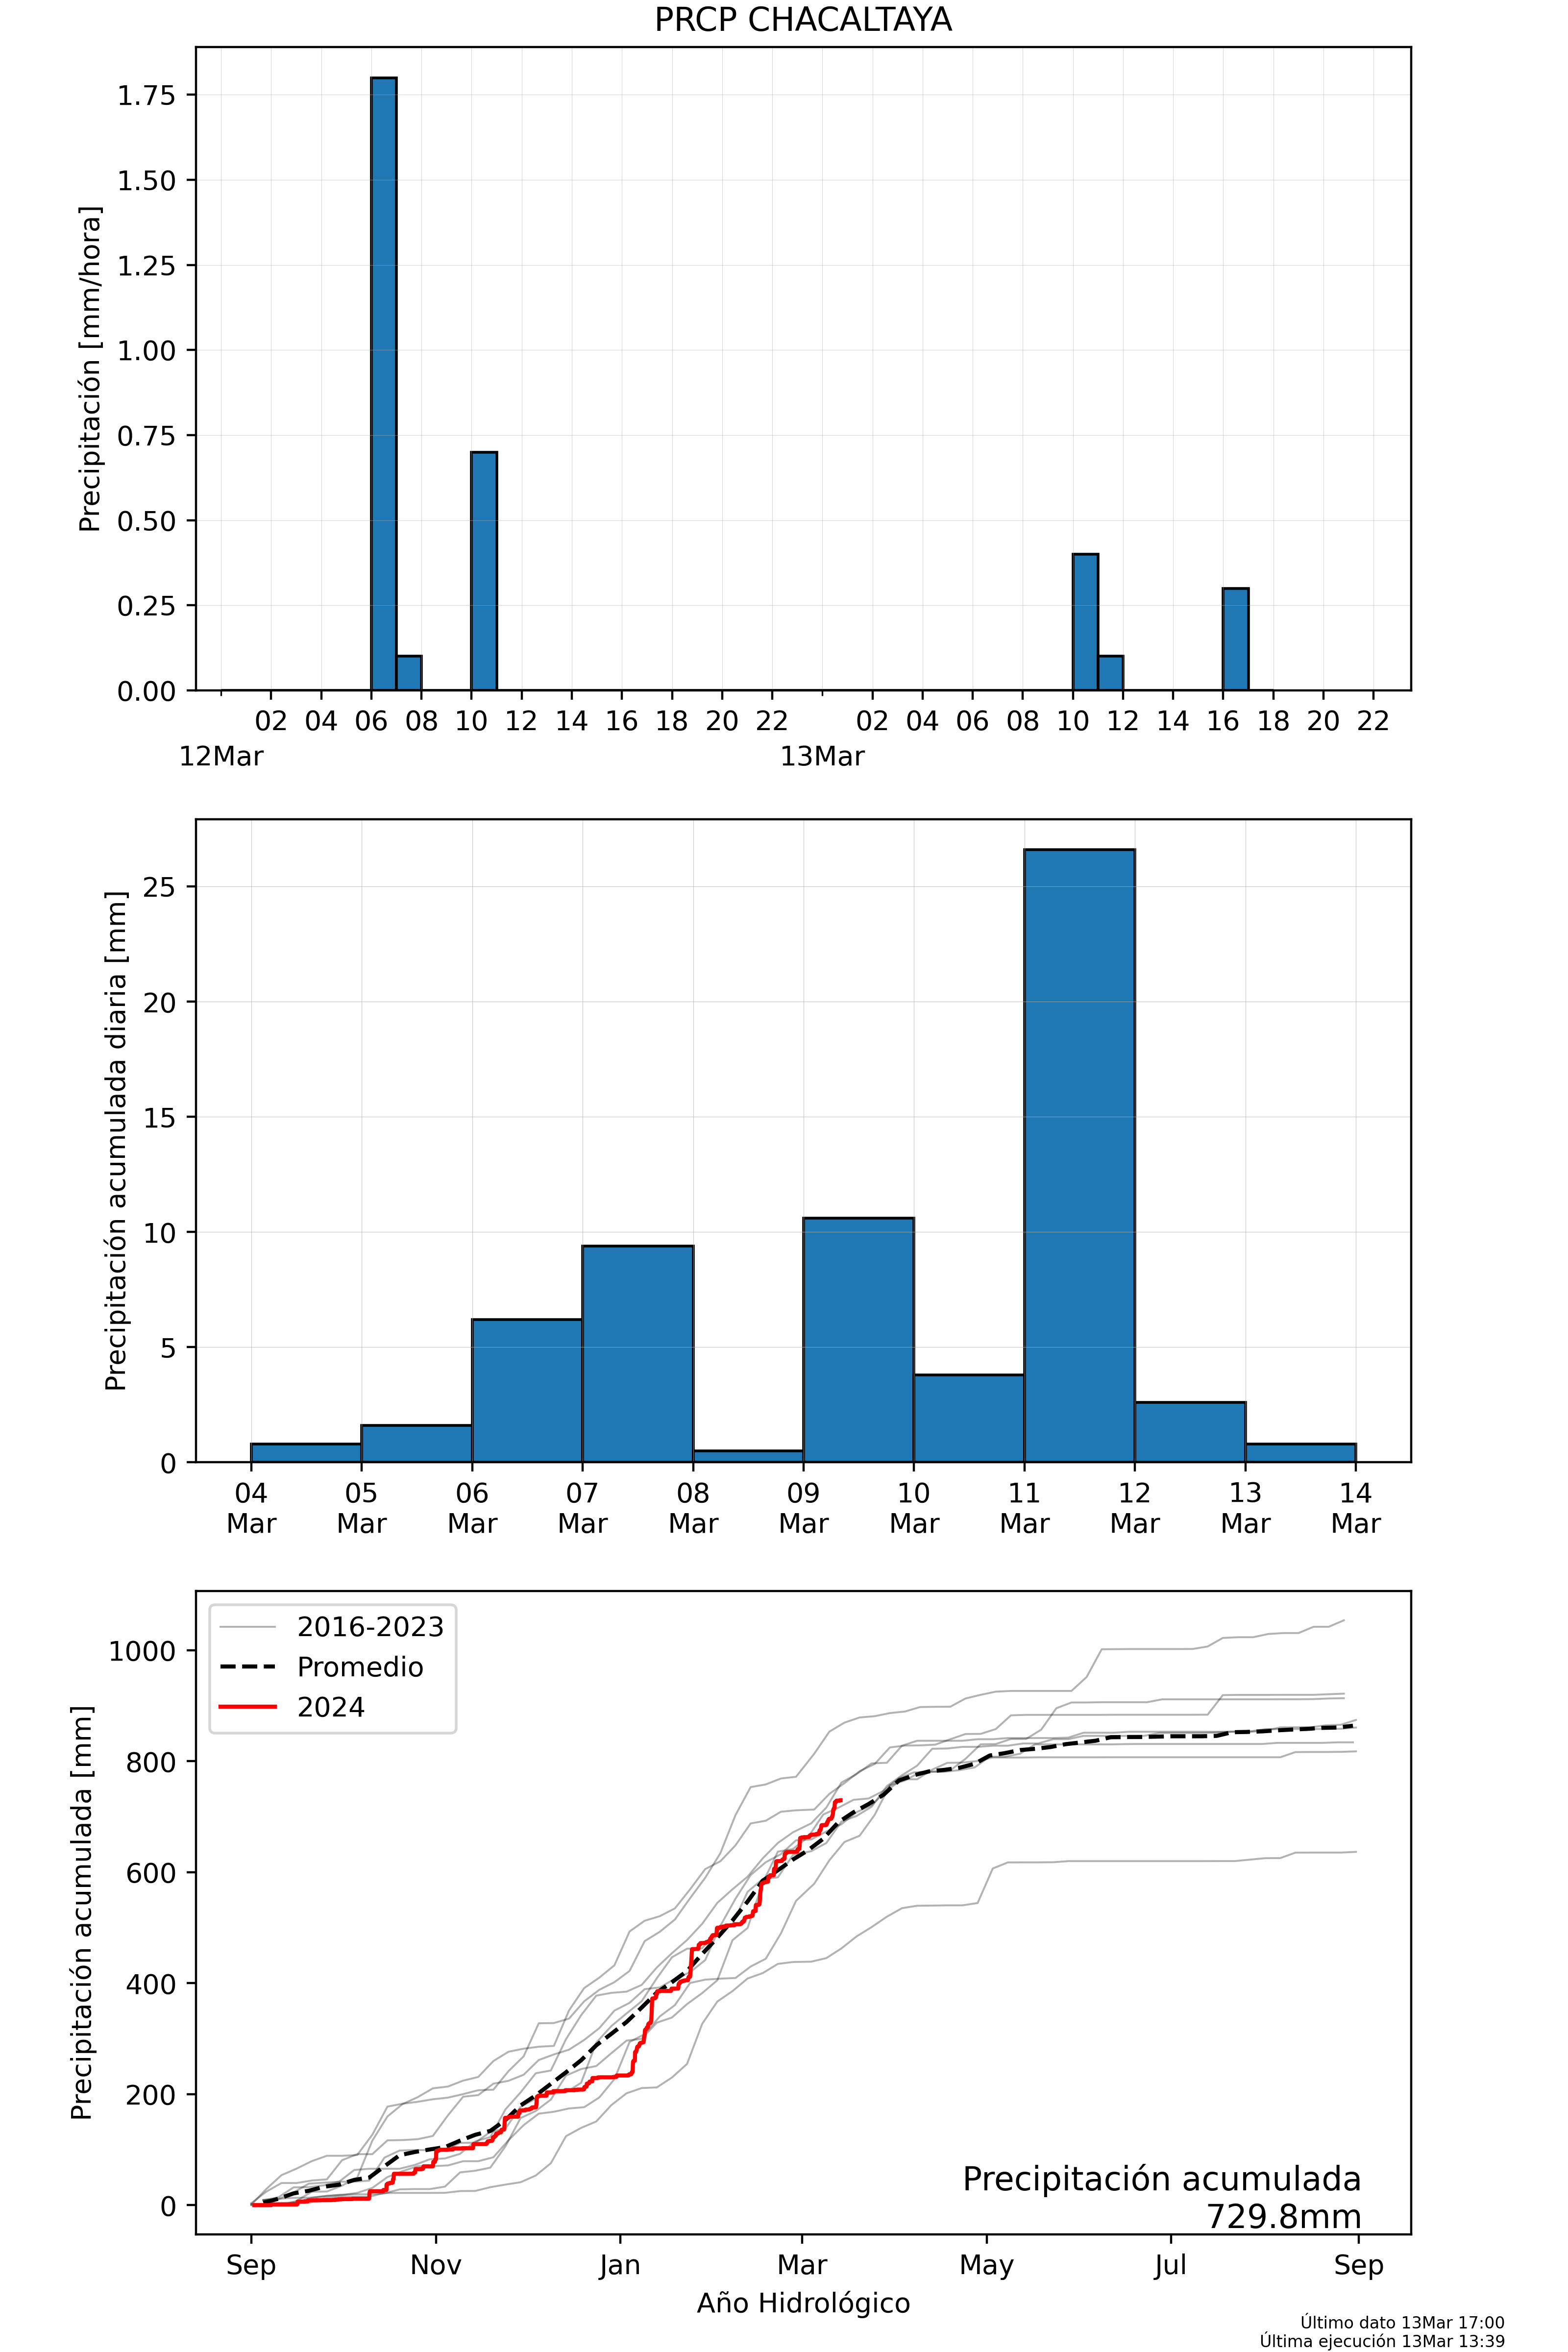 PRCP CHACALTAYA
Precipitación [mm/hora]
1.75
1.50
1.25
1.00
0.75
0.50
0.25
0.00
02 04 06 08 10 12 14 16 18 20 22 02 04 06 08 10 12 14 16 18 20 22
12Mar 13Mar
Precipitación acumulada diaria [mm]
25
20
15
10
5
0
04 05 06 07 08 09 10 11 12 13 14
Mar Mar Mar Mar Mar Mar Mar Mar Mar Mar Mar
Precipitación acumulada [mm]
1000
800
600
400
200
0
2016-2023
Promedio
2024
Precipitación acumulada
729.8mm
Sep Nov Jan Mar May Jul Sep
Año Hidrológico
Último dato 13Mar 17:00
Última ejecución 13Mar 13:39